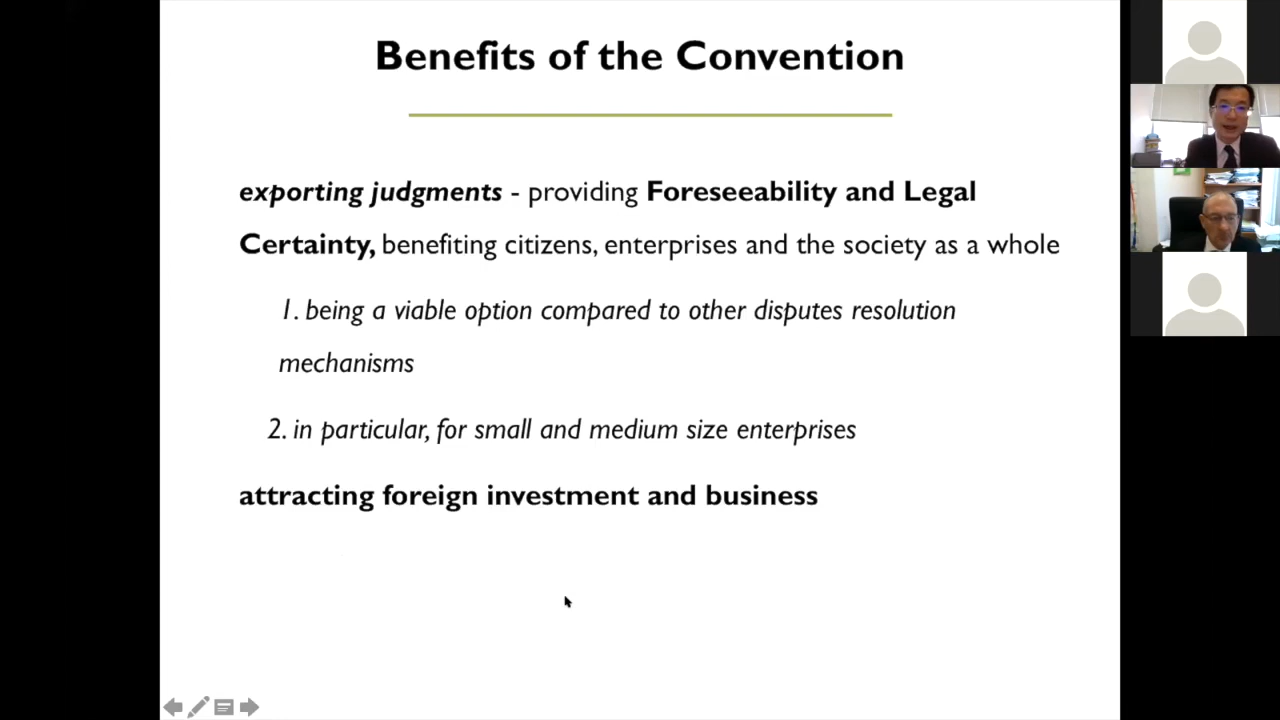 Benefits of the Convention
exporting judgments - providing Foreseeability and Legal
Certainty, benefiting citizens, enterprises and the society as a whole
1. being a viable option compared to other disputes resolution
mechanisms
2. in particular, for small and medium size enterprises
attracting foreign investment and business